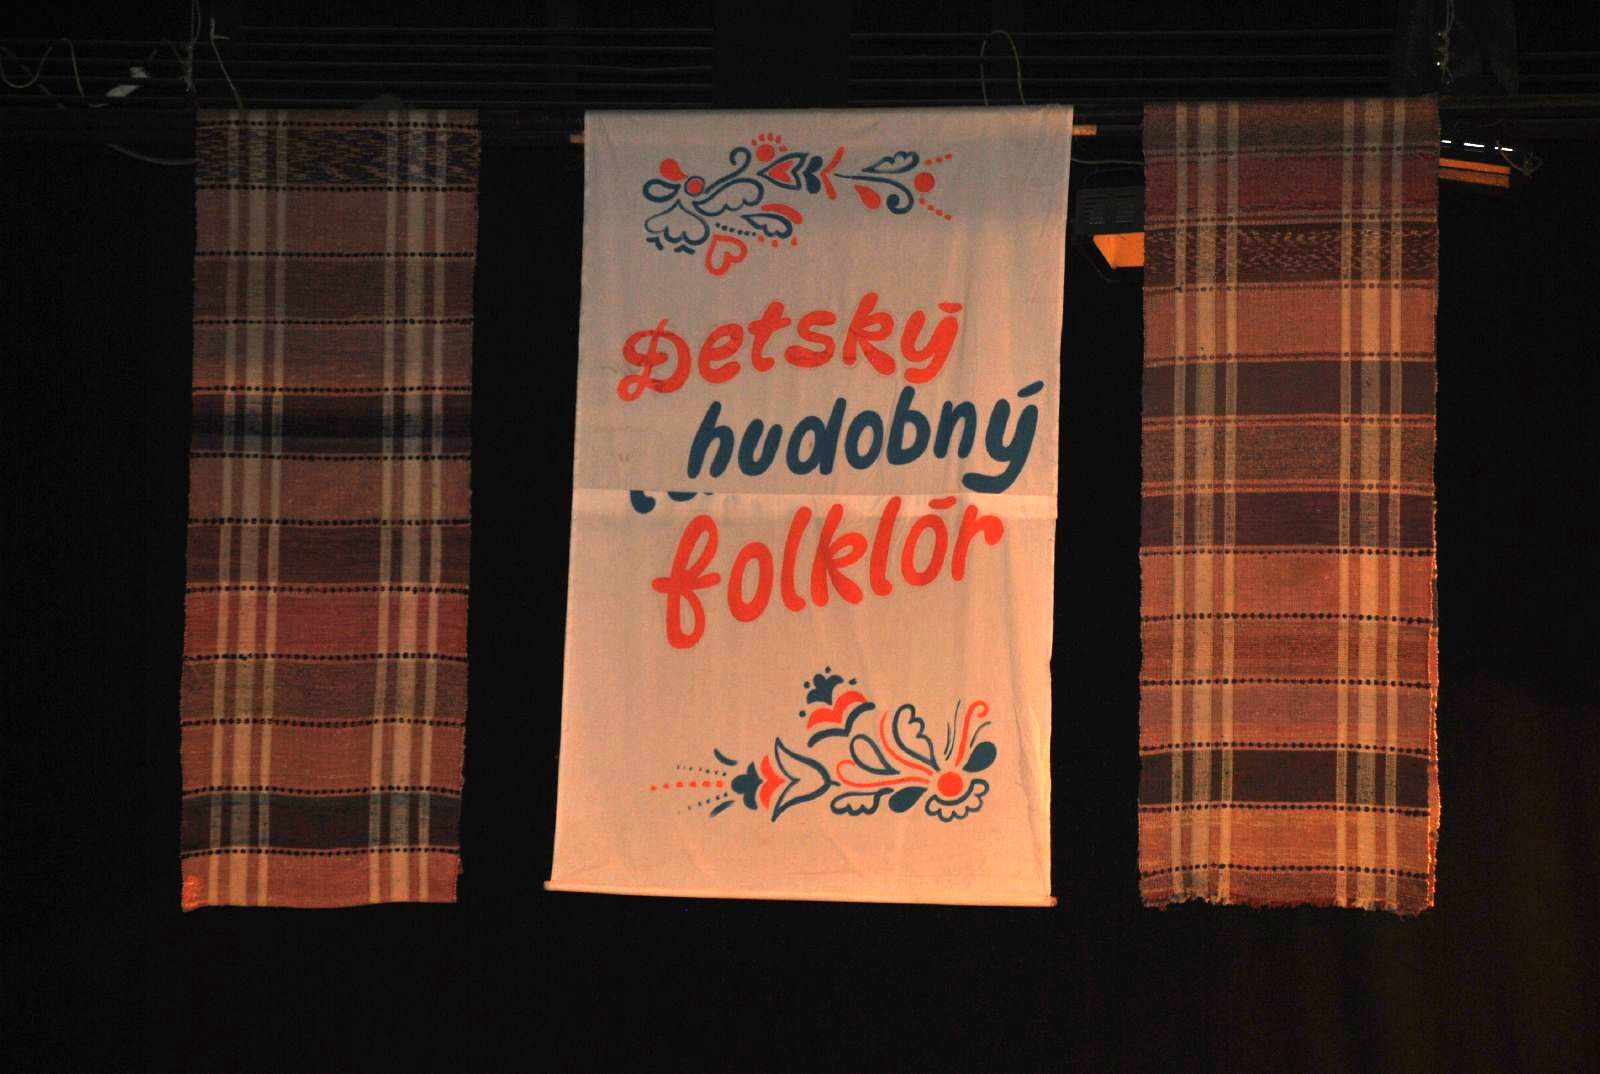 Detský
hudobný
folklór